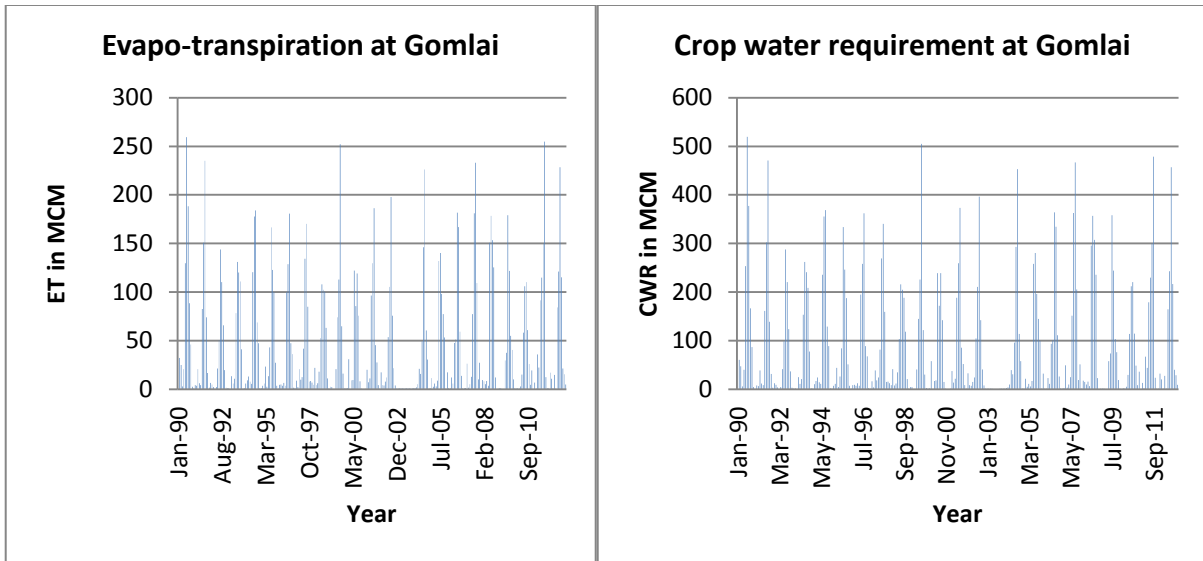 Evapo-transpiration at Gomlai
300
250
200
150
100
50
0
ET in MCM
Jan-90
Aug-92
Mar-95
Oct-97
May-00
Dec-02
Jul-05
Feb-08
Sep-10
Year
Crop water requirement at Gomlai
600
500
400
300
200
100
0
CWR in MCM
Jan-90
Mar-92
May-94
Jul-96
Sep-98
Nov-00
Jan-03
Mar-05
May-07
Jul-09
Sep-11
Year